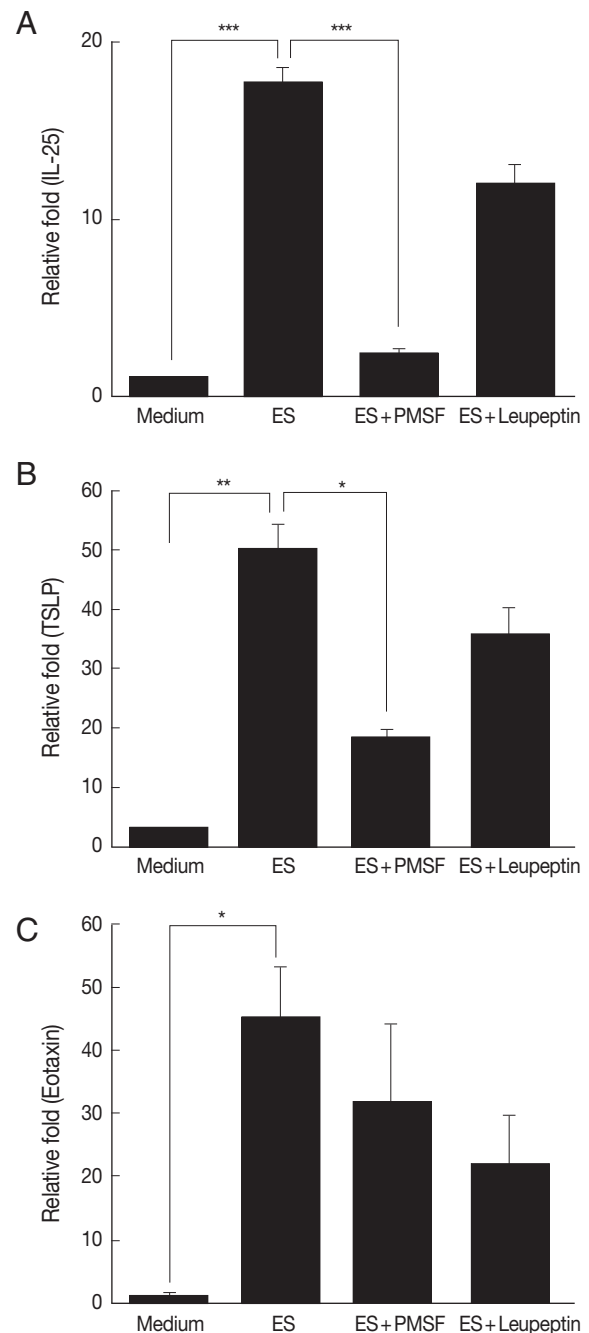 A
*** ***
20
10
0
Relative fold (IL-25)
Medium ES ES+PMSF ES+Leupeptin
B
** *
60
50
40
30
20
10
0
Relative fold (TSLP)
Medium ES ES+PMSF ES+Leupeptin
C
*
60
50
40
30
20
10
0
Relative fold (Eotaxin)
Medium ES ES+PMSF ES+Leupeptin